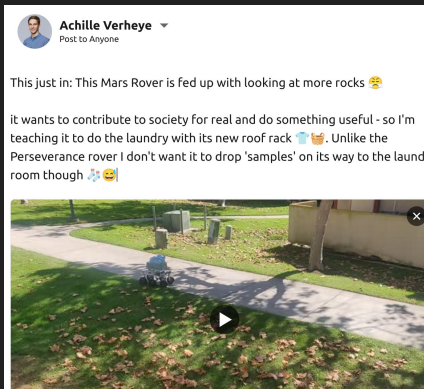 Achille Verheye
Post to Anyone
This just in: This Mars Rover is fed up with looking at more rocks 😤
it wants to contribute to society for real and do something useful - so I'm
teaching it to do the laundry with its new roof rack 👕🧺. Unlike the
Perseverance rover I don't want it to drop 'samples' on its way to the laund
room though 🧦😅